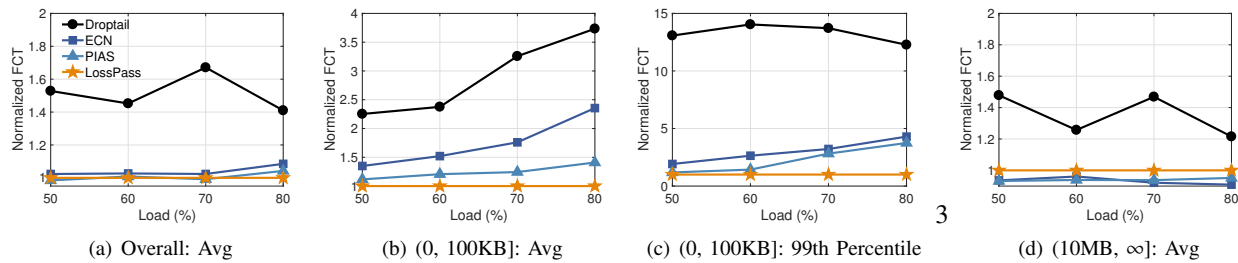 2
1.8
1.6
1.4
1.2
1
Normalized FCT
Droptail
ECN
PIAS
LossPass
50 60 70 80
Load (%)
(a) Overall: Avg
4
3.5
3
2.5
2
1.5
1
Normalized FCT
50 60 70 80
Load (%)
(b) (0, 100KB]: Avg
15
10
5
0
Normalized FCT
50 60 70 80
Load (%)
(c) (0, 100KB]: 99th Percentile
3
2
1.8
1.6
1.4
1.2
1
Normalized FCT
50 60 70 80
Load (%)
(d) (10MB, ∞]: Avg